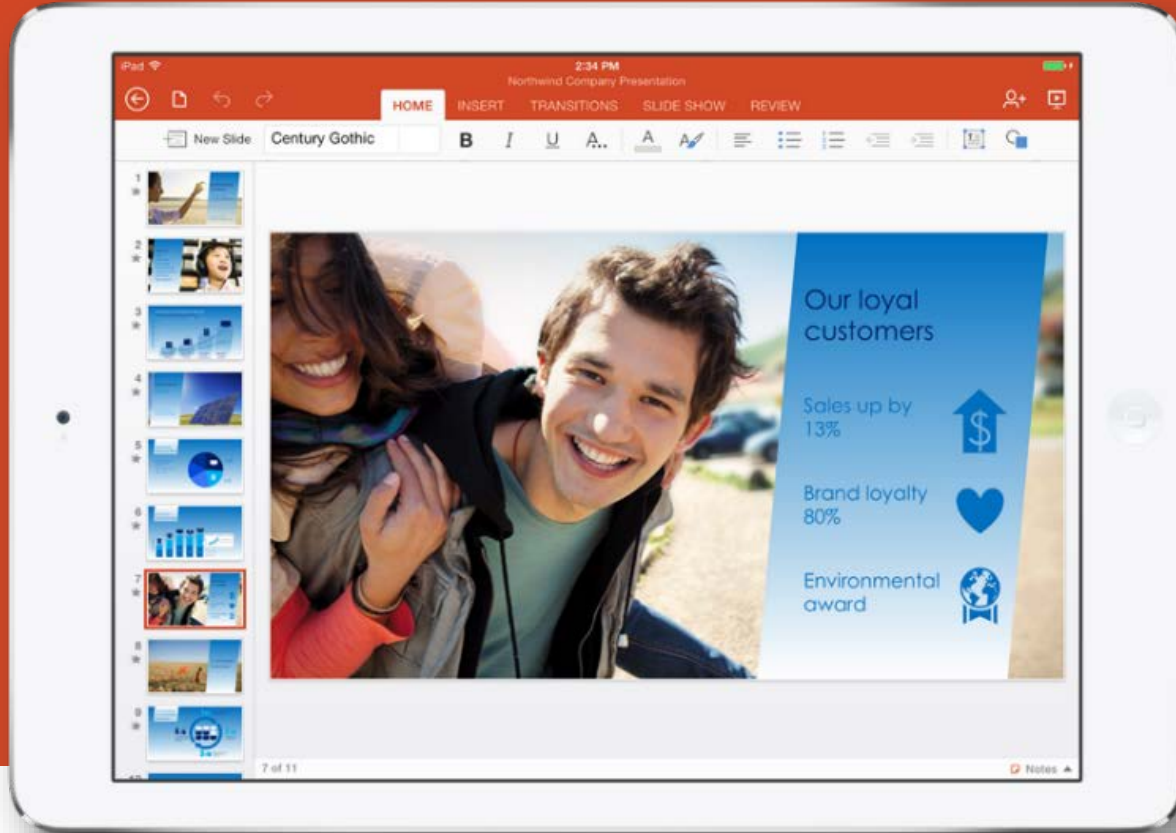 iPad
2:34 PM
Northwind Company Presentation
HOME INSERT TRANSITIONS SLIDE SHOW REVIEW
New Slide Century Gothic B I U A.. A A
1
2
3
4
5
6
7
8
9
Our loyal
customers
Sales up by
13%
$
Brand loyalty
80%
Environmental
award
7 of 11
Notes